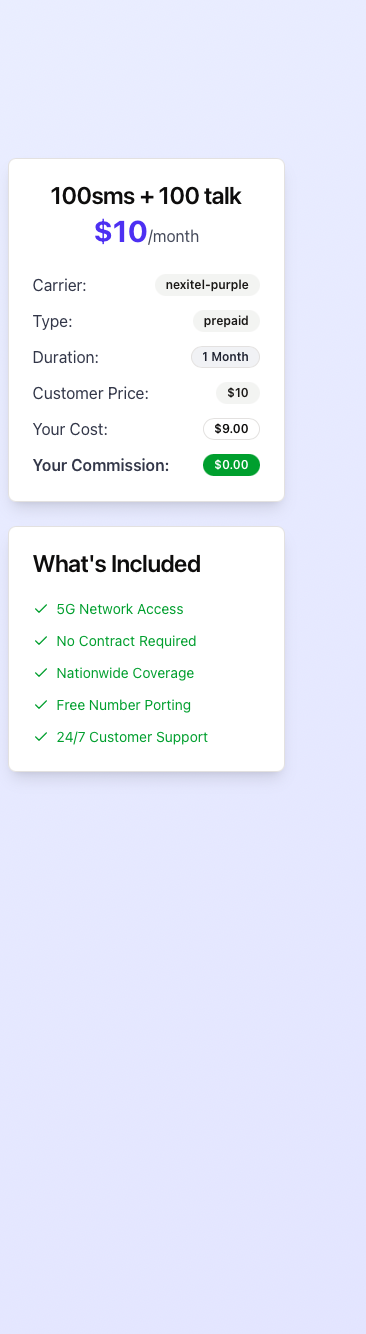 100sms + 100 talk
$10/month
Carrier: nexitel-purple
Type: prepaid
Duration: 1 Month
Customer Price: $10
Your Cost: $9.00
Your Commission: $0.00
What's Included
5G Network Access
No Contract Required
Nationwide Coverage
Free Number Porting
24/7 Customer Support